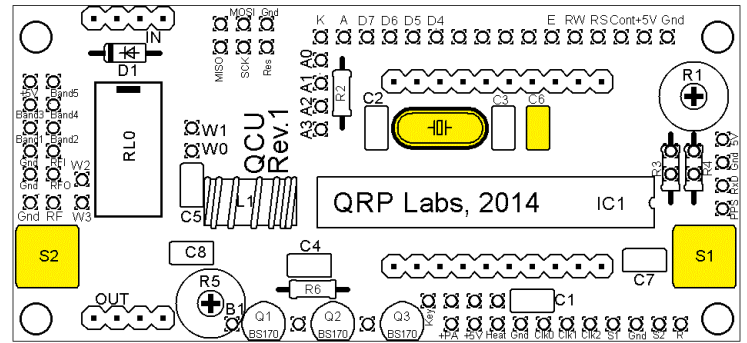 MOSI Gnd
K A D7 D6 D5 D4 E RW RS Cont +5V Gnd
IN
D1
MISO SCK Res
A0
A1
A2
A3
R2
C2
C3
C6
R1
+5V Band5
Band3 Band4
Band1 Band2
Gnd RFI
Gnd RFO
Gnd RF
W2
W3
RL0
W1
W0
QCU
Rev.1
R3
R4
5V
Gnd
RxD
PPS
C5
L1
QRP Labs, 2014 IC1
S2
C8
C4
R6
C7
S1
OUT
R5
B1
Q1
BS170
Q2
BS170
Q3
BS170
Key
C1
+PA +5V Heat Gnd Clk0 Clk1 Clk2 S1 Gnd S2 R